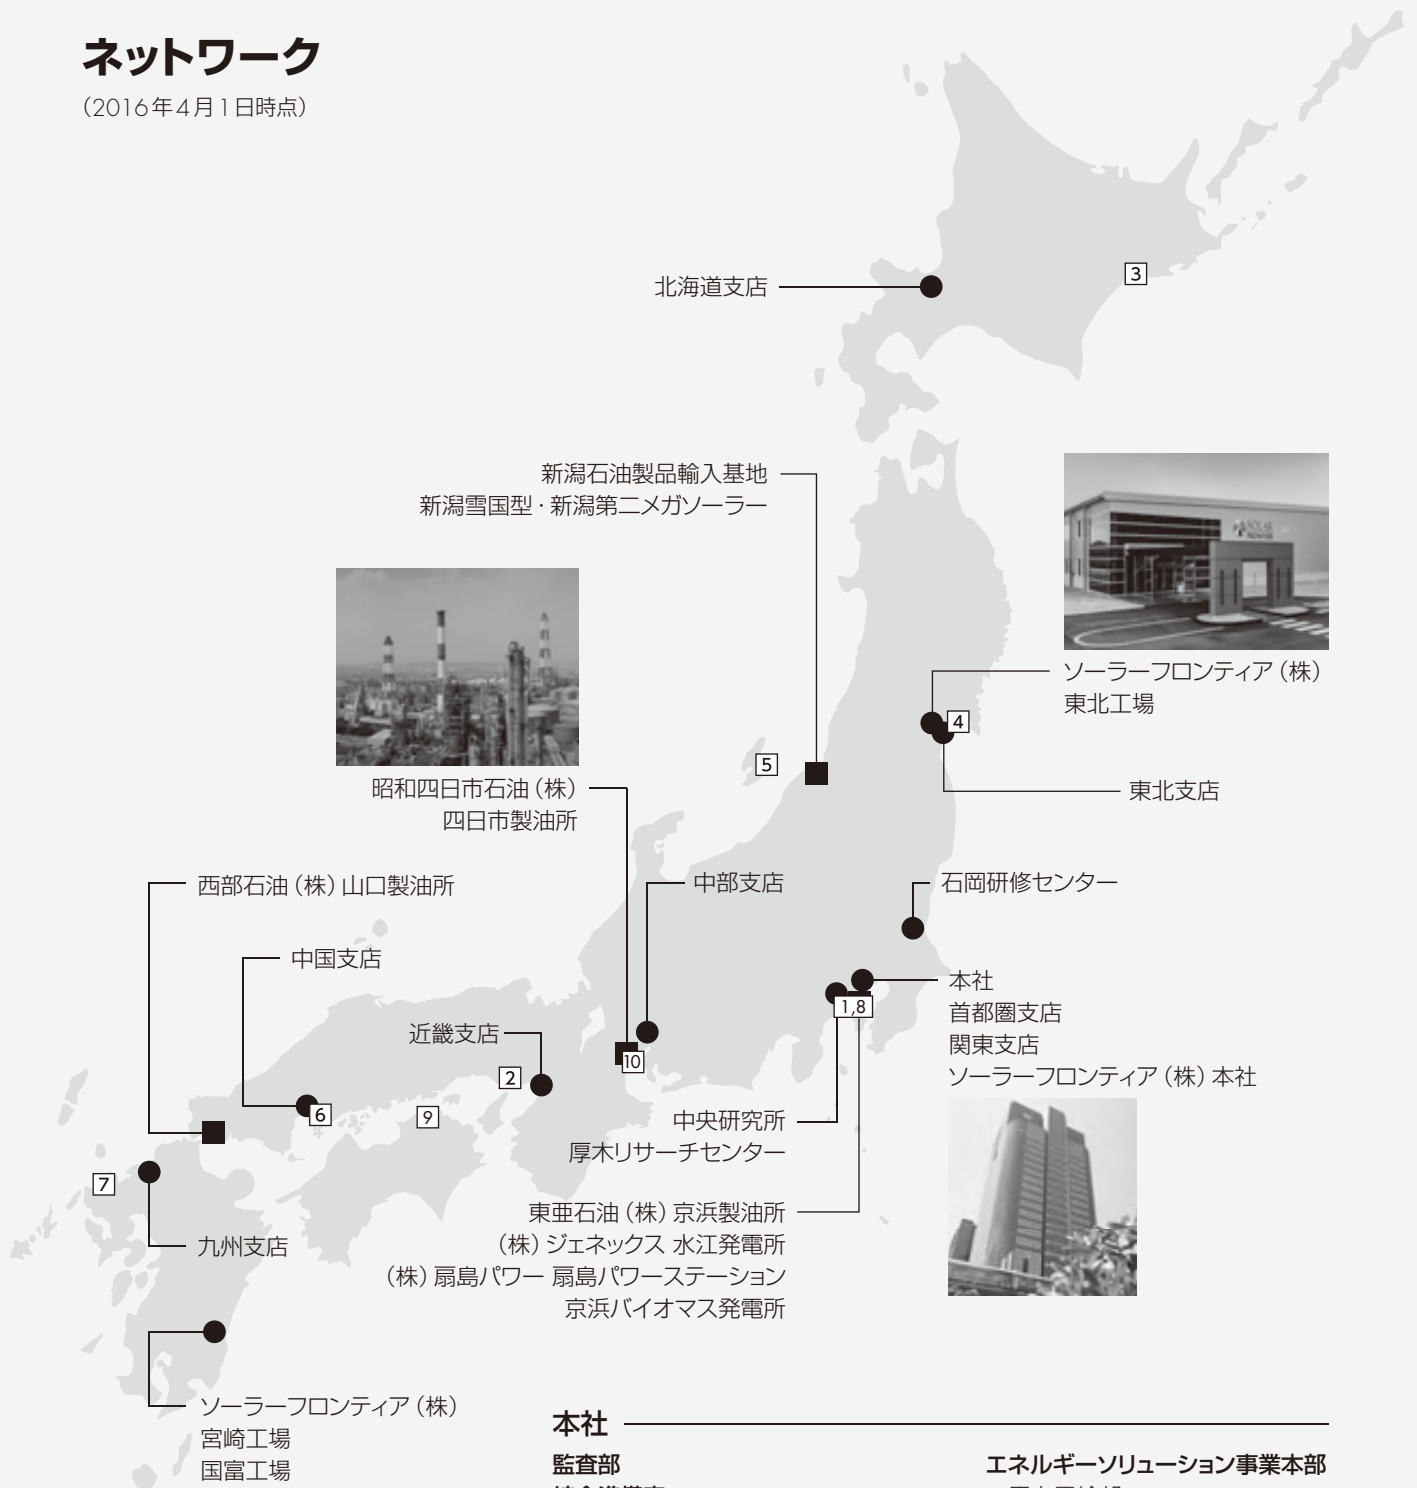 ネットワーク
（2016年4月1日時点）
3
北海道支店
新潟石油製品輸入基地
新潟雪国型・新潟第二メガソーラー
SOLAR
FRONTIER
ソーラーフロンティア（株）
東北工場
4
5
東北支店
昭和四日市石油（株）
四日市製油所
西部石油（株）山口製油所
中部支店
石岡研修センター
中国支店
本社
首都圏支店
関東支店
ソーラーフロンティア（株）本社
1,8
近畿支店
10
2
6
9
中央研究所
厚木リサーチセンター
7
東亜石油（株）京浜製油所
（株）ジェネックス 水江発電所
（株）扇島パワー 扇島パワーステーション
京浜バイオマス発電所
九州支店
ソーラーフロンティア（株）
宮崎工場
国富工場
本社
監査部
エネルギーソリューション事業本部